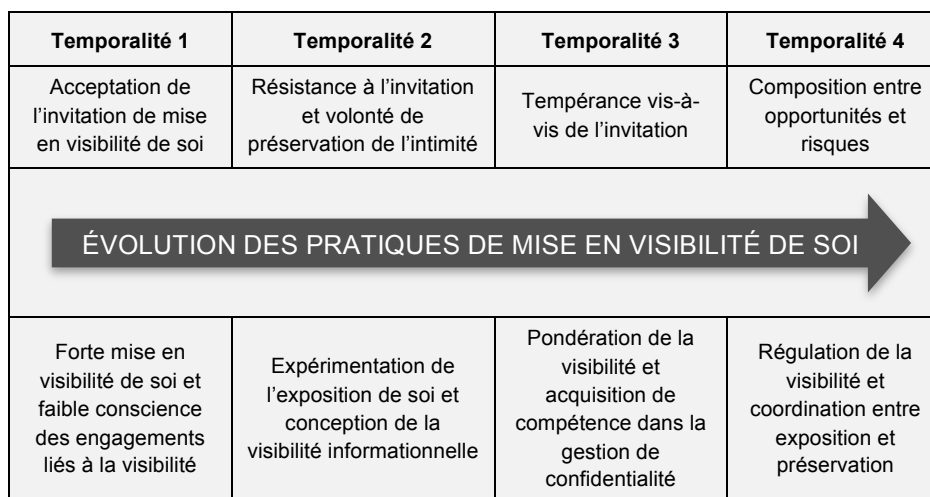 Temporalité 1
Temporalité 2
Temporalité 3
Temporalité 4
Acceptation de
l'invitation de mise
en visibilité de soi
Résistance à l'invitation
et volonté de
préservation de l'intimité
Tempérance vis-à-
vis de l'invitation
Composition entre
opportunités et
risques
ÉVOLUTION DES PRATIQUES DE MISE EN VISIBILITÉ DE SOI
Forte mise en
visibilité de soi et
faible conscience
des engagements
liés à la visibilité
Expérimentation de
l'exposition de soi et
conception de la
visibilité informationnelle
Pondération de la
visibilité et
acquisition de
compétence dans la
gestion de
confidentialité
Régulation de la
visibilité et
coordination entre
exposition et
préservation